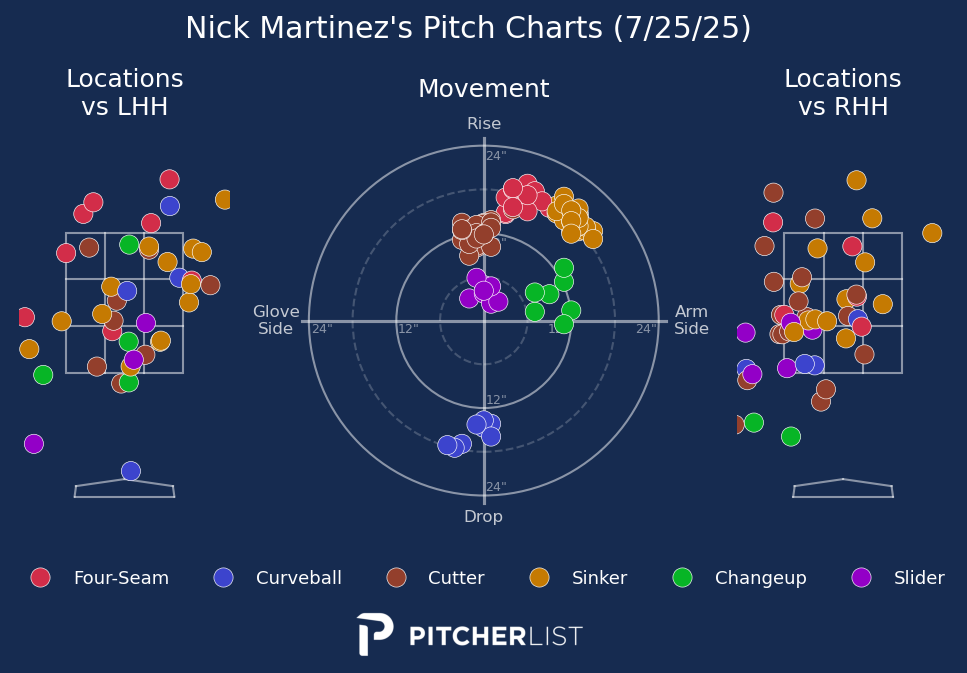 Nick Martinez's Pitch Charts (7/25/25)
Locations
vs LHH
Movement
Locations
vs RHH
Rise
24"
Glove
Side
24"
12"
24"
Arm
Side
12"
24"
Drop
Four-Seam
Curveball
Cutter
Sinker
Changeup
Slider
PITCHERLIST